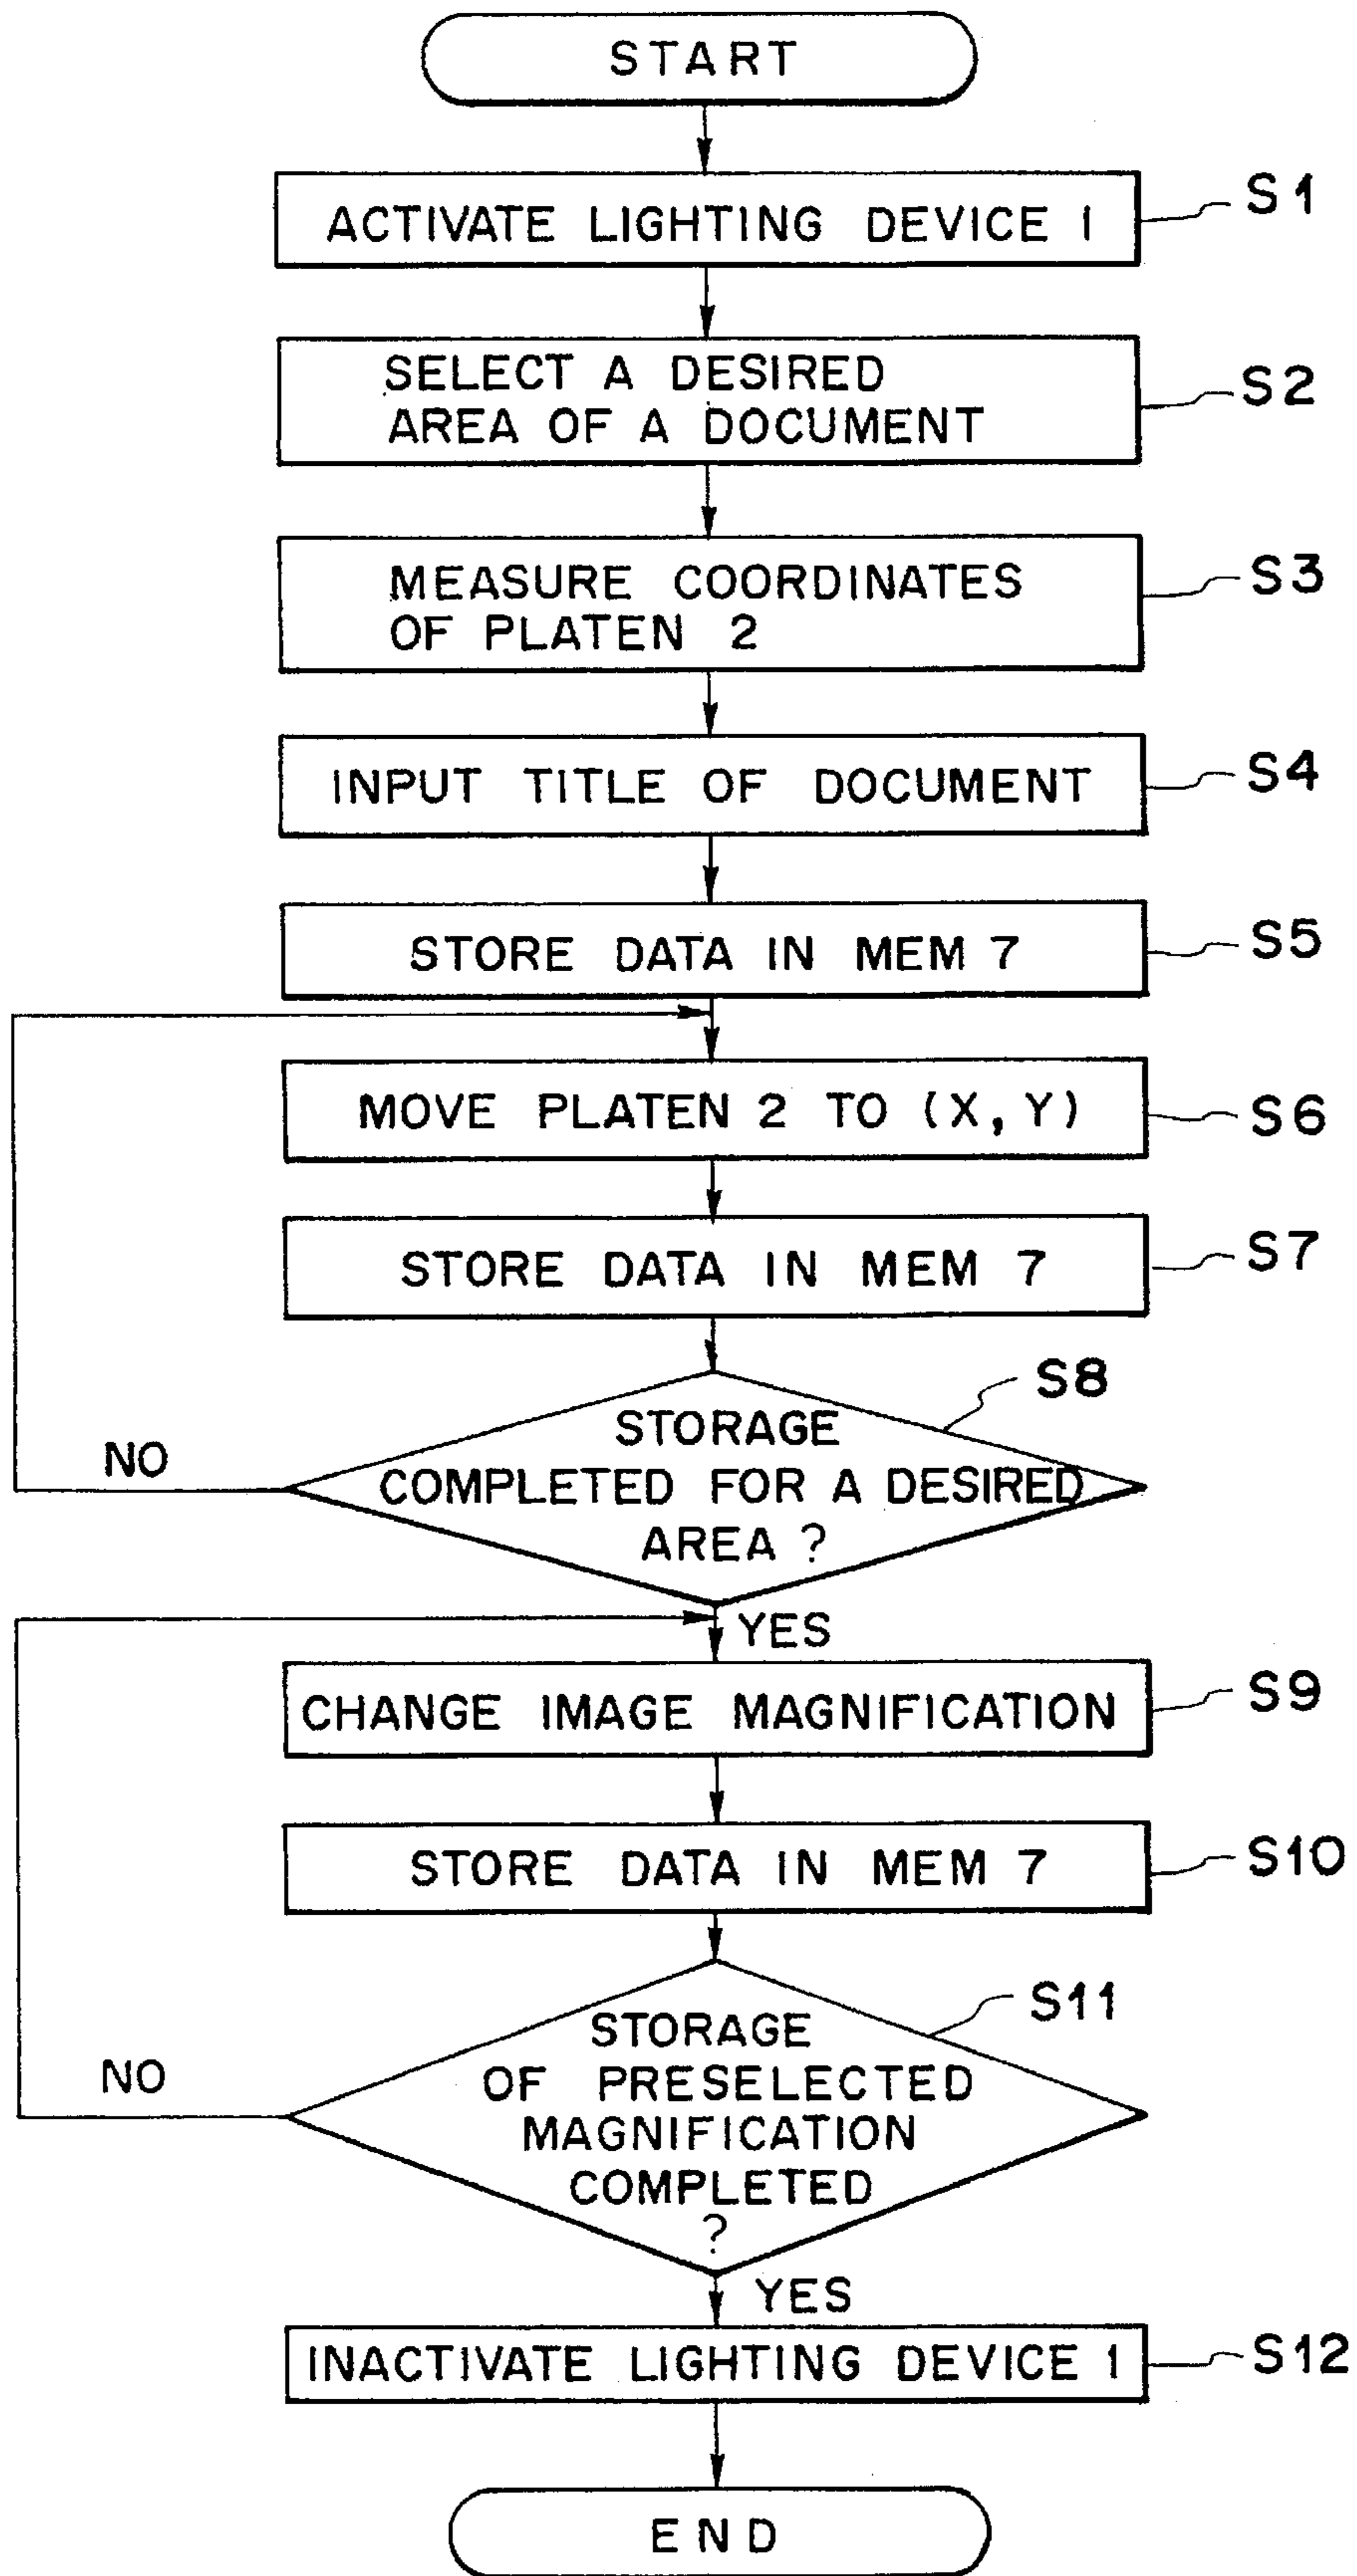 START
ACTIVATE LIGHTING DEVICE 1
S1
SELECT A DESIRED
AREA OF A DOCUMENT
S2
MEASURE COORDINATES
OF PLATEN 2
S3
INPUT TITLE OF DOCUMENT
S4
STORE DATA IN MEM 7
S5
MOVE PLATEN 2 TO (X, Y)
S6
STORE DATA IN MEM 7
S7
S8
STORAGE
COMPLETED FOR A DESIRED
AREA ?
NO
YES
CHANGE IMAGE MAGNIFICATION
S9
STORE DATA IN MEM 7
S10
S11
STORAGE
OF PRESELECTED
MAGNIFICATION
COMPLETED
?
NO
YES
INACTIVATE LIGHTING DEVICE 1
S12
END